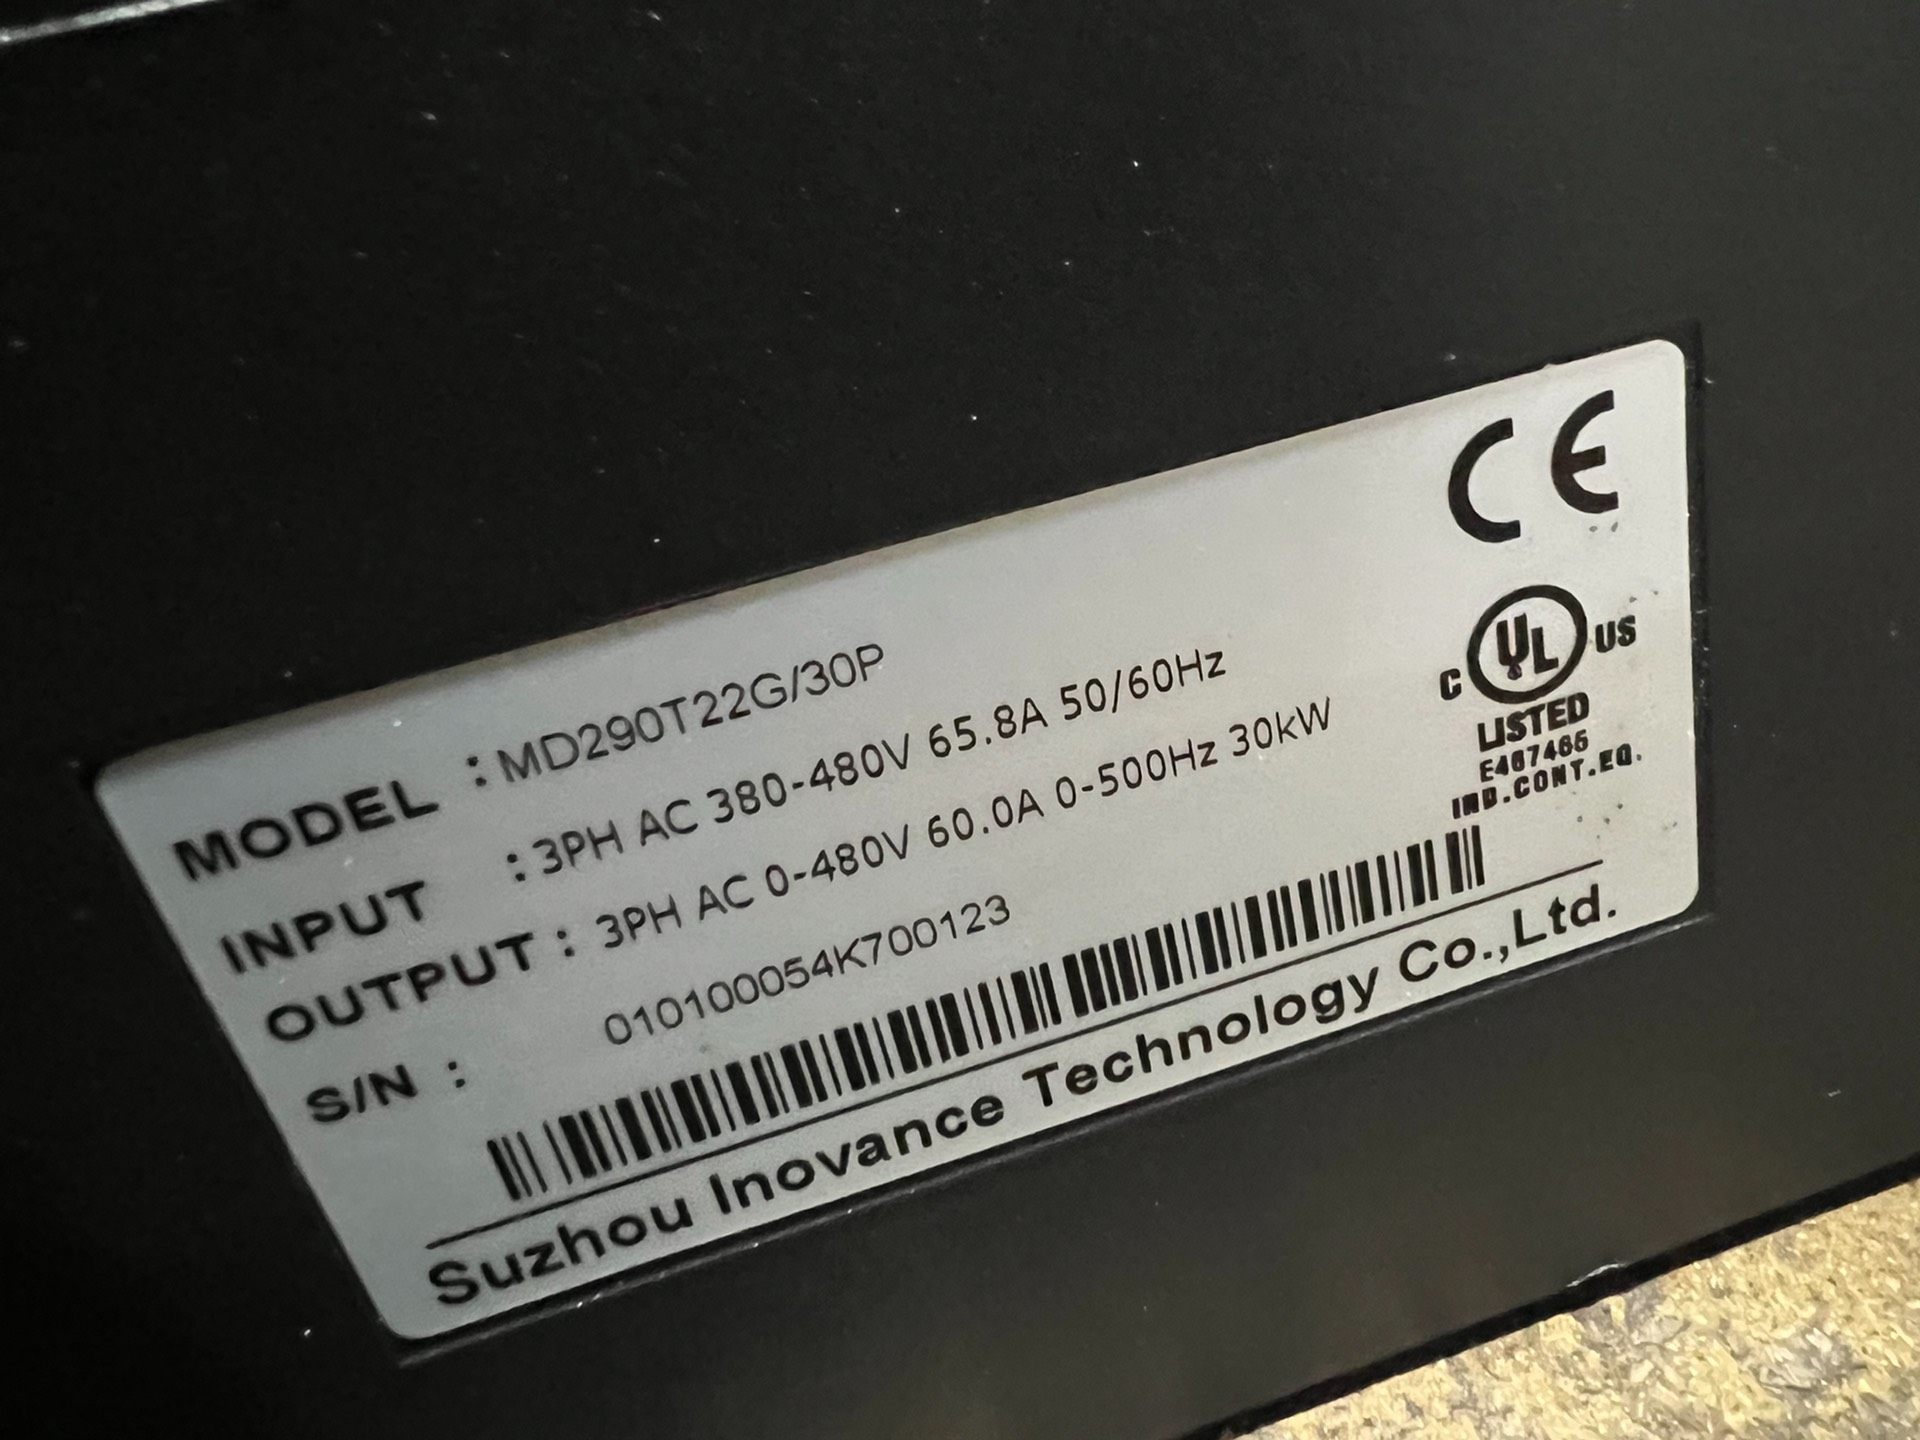 CE
MODEL : MD290T22G/30P
INPUT : 3PH AC 380-480V 65.8A 50/60Hz
OUTPUT : 3PH AC 0-480V 60.0A 0-500Hz 30kW
S/N : 010100054K700123
C UL US
LISTED
E467465
IND.CONT.EQ.
Suzhou Inovance Technology Co.,Ltd.